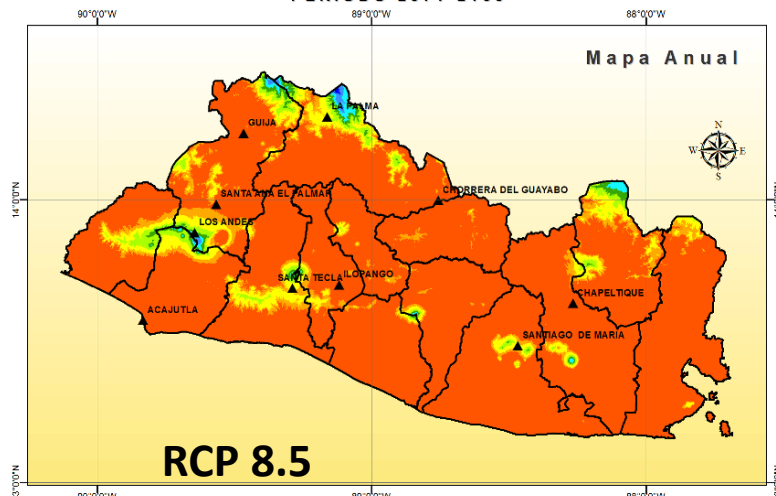 90°0'0"W 89°0'0"W 88°0'0"W
Mapa Anual
N
W E
S
LA PALMA
GUIJA
CHORRERA DEL GUAYABO
SANTA ANA EL PALMAR
14°0'0"N
LOS ANDES
SANTA TECLA
ILOPANGO
CHAPELTIQUE
ACAJUTLA
SANTIAGO DE MARIA
RCP 8.5